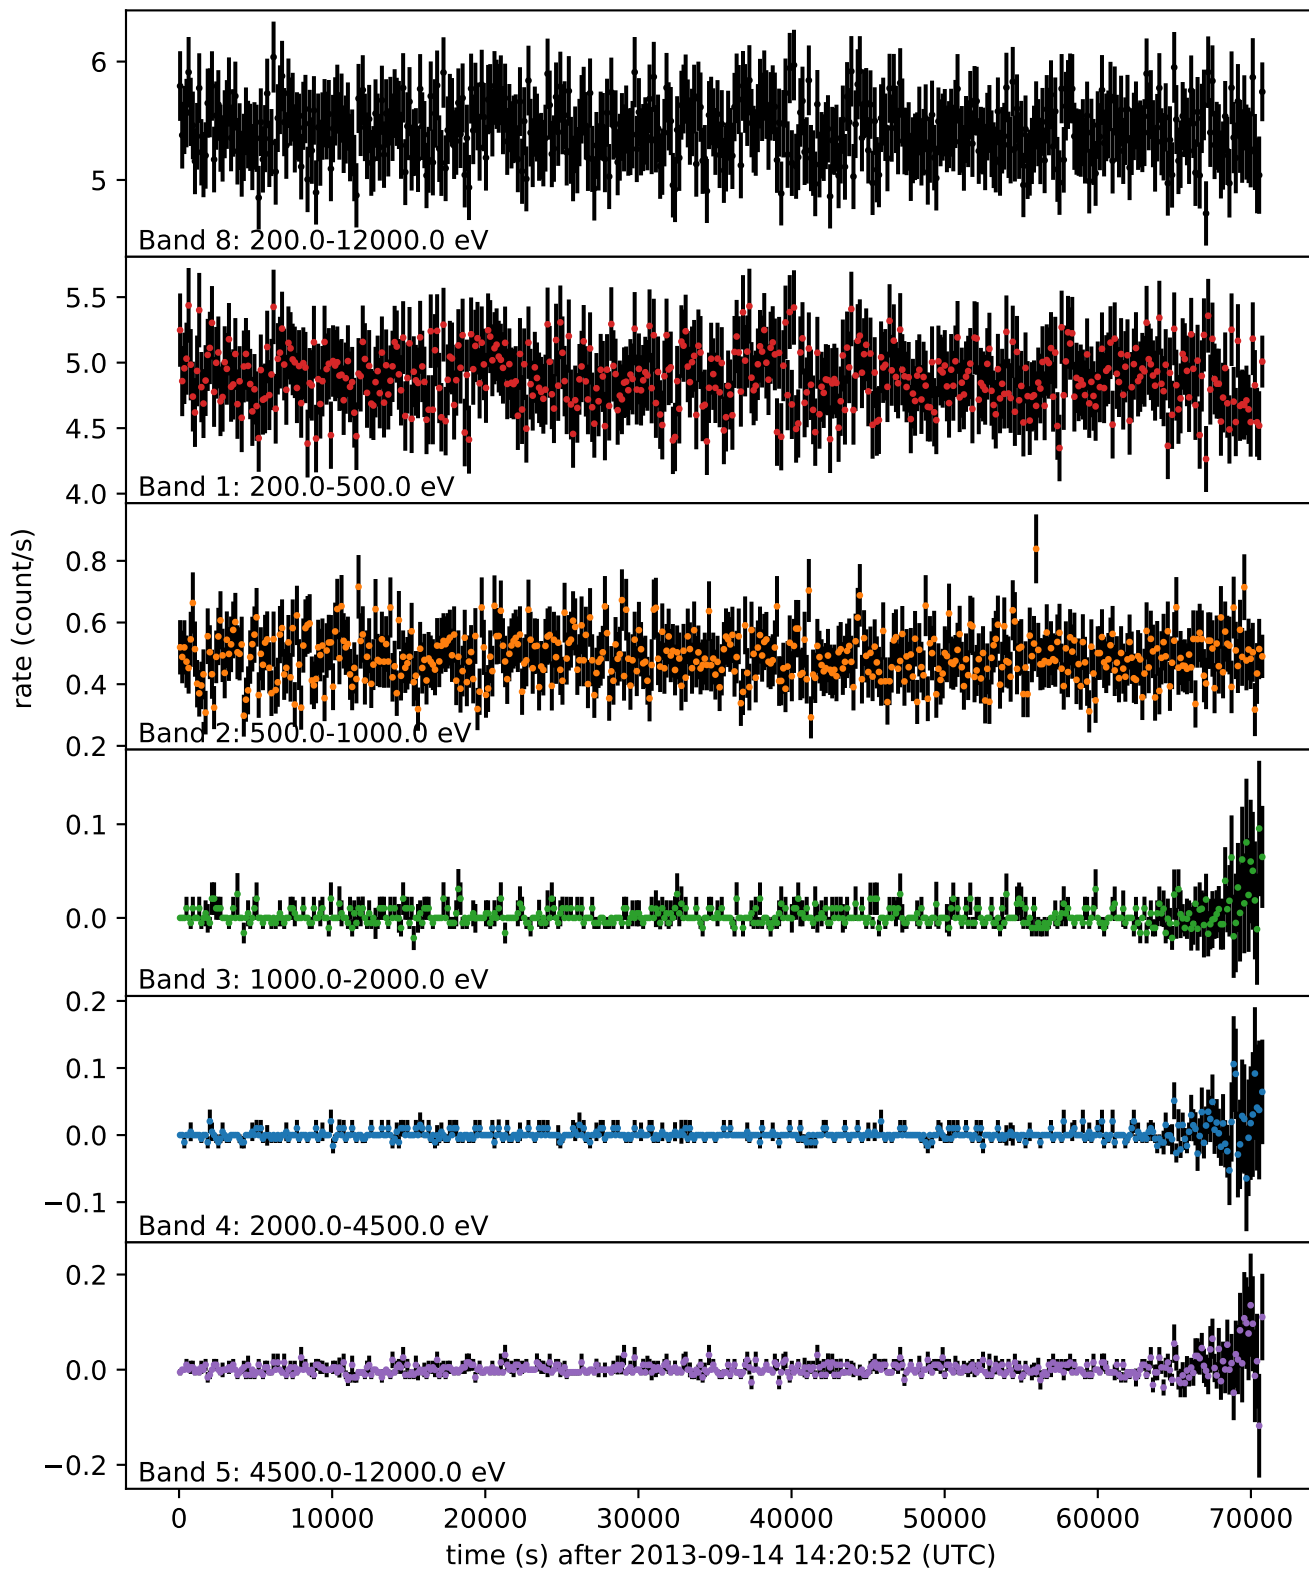 6
5
Band 8: 200.0-12000.0 eV
5.5
5.0
4.5
4.0
Band 1: 200.0-500.0 eV
rate (count/s)
0.8
0.6
0.4
0.2
Band 2: 500.0-1000.0 eV
0.1
0.0
Band 3: 1000.0-2000.0 eV
0.2
0.1
0.0
−0.1
Band 4: 2000.0-4500.0 eV
0.2
0.0
−0.2
Band 5: 4500.0-12000.0 eV
0 10000 20000 30000 40000 50000 60000 70000
time (s) after 2013-09-14 14:20:52 (UTC)